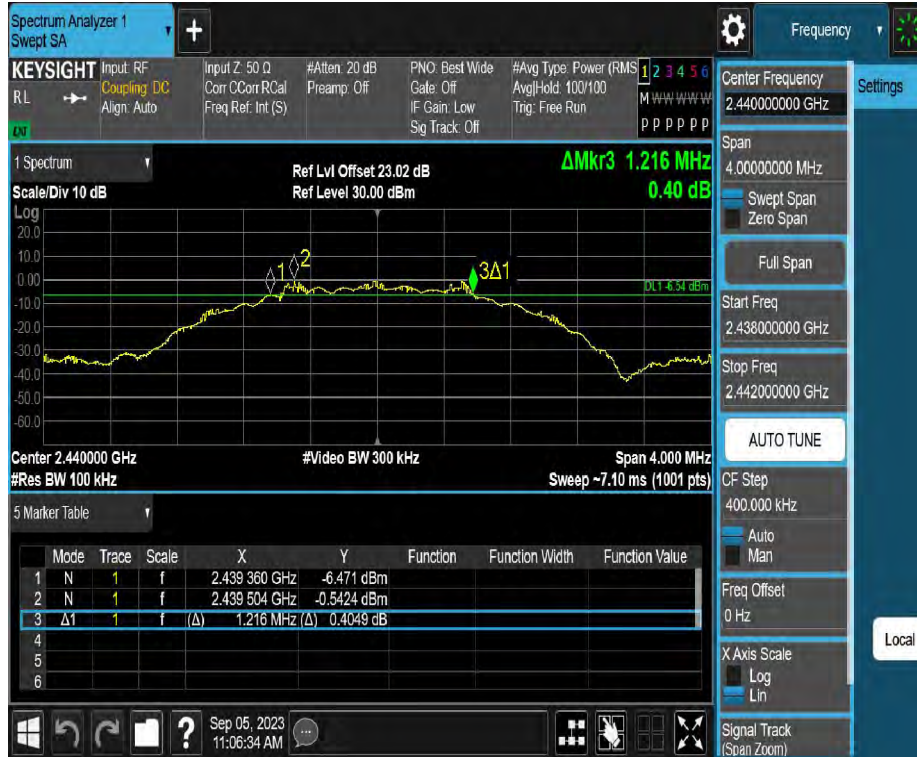 Spectrum Analyzer 1
Swept SA
+
Frequency
KEYSIGHT
RL
Input: RF
Coupling: DC
Align: Auto
Input Z: 50 Ω
Corr CCorr RCal
Freq Ref: Int (S)
#Atten: 20 dB
Preamp: Off
PNO: Best Wide
Gate: Off
IF Gain: Low
Sig Track: Off
#Avg Type: Power (RMS
Avg|Hold: 100/100
Trig: Free Run
1 2 3 4 5 6
M W W W W W
P P P P P P
1 Spectrum
Scale/Div 10 dB
Ref Lvl Offset 23.02 dB
Ref Level 30.00 dBm
ΔMkr3 1.216 MHz
0.40 dB
Log
20.0
10.0
0.00
-10.0
-20.0
-30.0
-40.0
-50.0
-60.0
1
2
3Δ1
DL1 -6.54 dBm
Center 2.440000 GHz
#Video BW 300 kHz
Span 4.000 MHz
#Res BW 100 kHz
Sweep ~7.10 ms (1001 pts)
5 Marker Table
Mode Trace Scale X Y Function Function Width Function Value
1 N 1 f 2.439 360 GHz -6.471 dBm
2 N 1 f 2.439 504 GHz -0.5424 dBm
3 Δ1 1 f (Δ) 1.216 MHz (Δ) 0.4049 dB
4
5
6
?
Sep 05, 2023
11:06:34 AM
Center Frequency
2.440000000 GHz
Span
4.00000000 MHz
Swept Span
Zero Span
Full Span
Start Freq
2.438000000 GHz
Stop Freq
2.442000000 GHz
AUTO TUNE
CF Step
400.000 kHz
Auto
Man
Freq Offset
0 Hz
X Axis Scale
Log
Lin
Signal Track
(Span Zoom)
Settings
Local